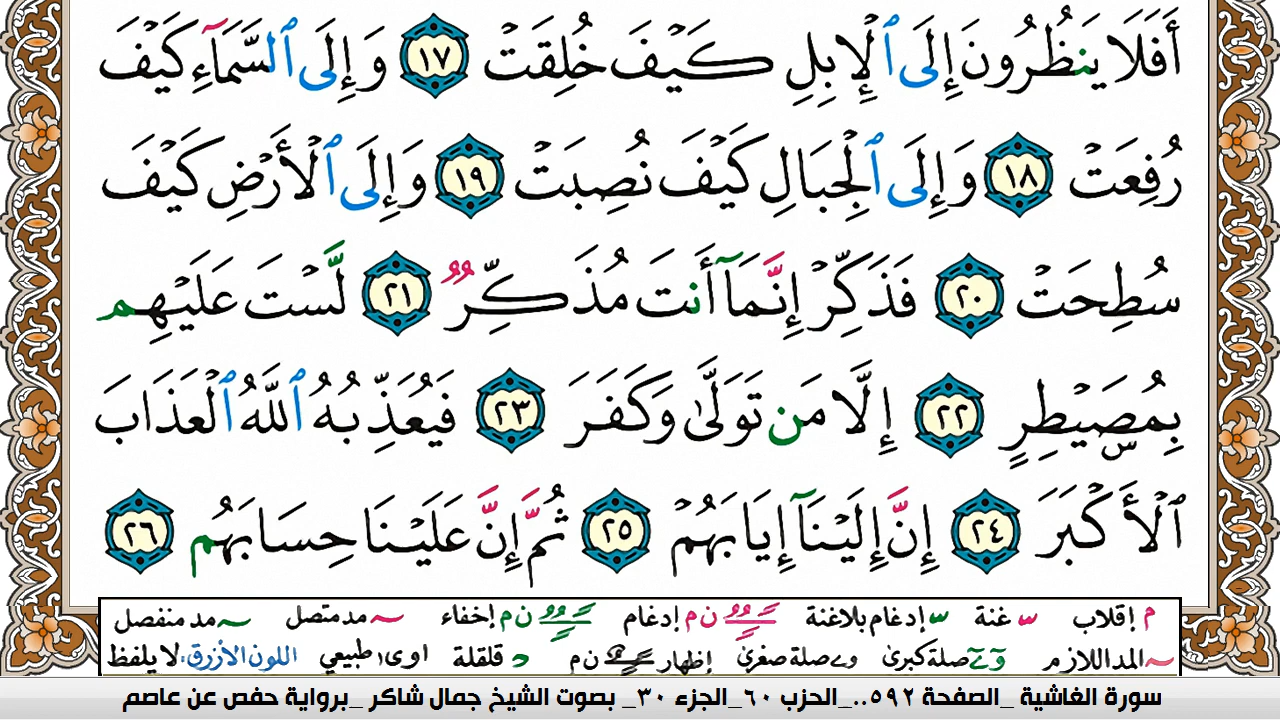 أَفَلَا يَنظُرُونَ إِلَى ٱلْإِبِلِ كَيْفَ خُلِقَتْ ١٧ وَإِلَى ٱلسَّمَآءِ كَيْفَ
رُفِعَتْ ١٨ وَإِلَى ٱلْجِبَالِ كَيْفَ نُصِبَتْ ١٩ وَإِلَى ٱلْأَرْضِ كَيْفَ
سُطِحَتْ ٢٠ فَذَكِّرْ إِنَّمَآ أَنتَ مُذَكِّرٌ ٢١ لَّسْتَ عَلَيْهِم
بِمُصَۜيْطِرٍ ٢٢ إِلَّا مَن تَوَلَّىٰ وَكَفَرَ ٢٣ فَيُعَذِّبُهُ ٱللَّهُ ٱلْعَذَابَ
ٱلْأَكْبَرَ ٢٤ إِنَّ إِلَيْنَآ إِيَابَهُمْ ٢٥ ثُمَّ إِنَّ عَلَيْنَا حِسَابَهُم ٢٦
م إقلاب غنة إدغام بلاغنة ن م إدغام ن م إخفاء مد متصل مد منفصل
المد اللازم صلة كبرى صلة صغرى إظهار ن م قلقلة اوى طبيعي اللون الأزرق: لا يلفظ
سورة الغاشية _الصفحة ٥٩٢.._الحزب ٦٠_الجزء ٣٠_ بصوت الشيخ جمال شاكر _برواية حفص عن عاصم